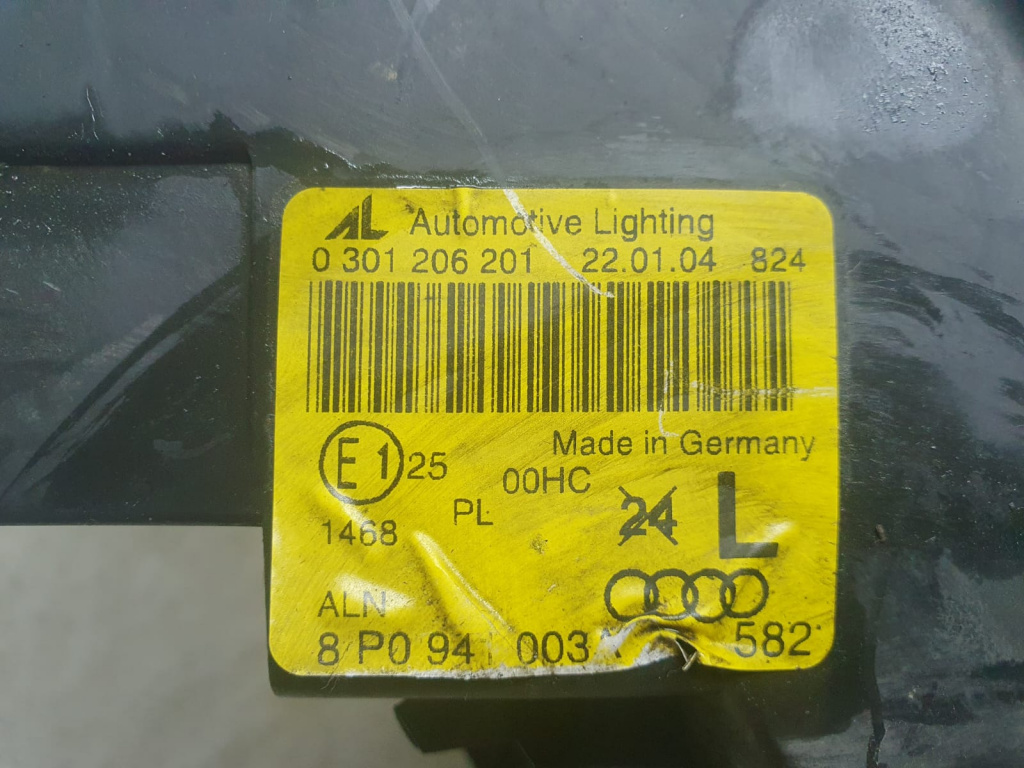 AL Automotive Lighting
0 301 206 201 22.01.04 824
Made in Germany
E1 25 00HC
PL 24 L
1468
ALN
8 P0 941 003 582